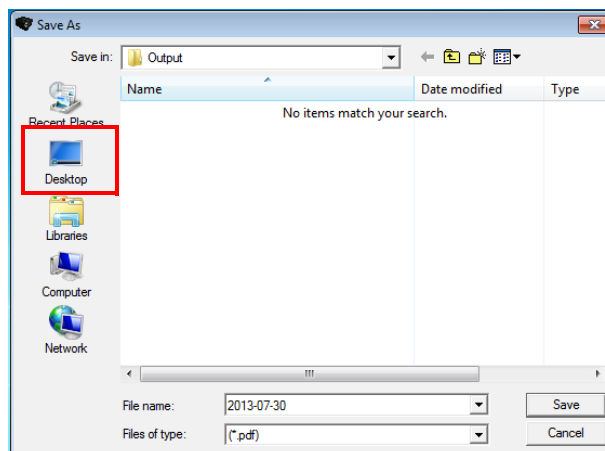 Save As
Save in: Output
Name Date modified Type
No items match your search.
Recent Places
Desktop
Libraries
Computer
Network
File name: 2013-07-30 Save
Files of type: (*.pdf) Cancel